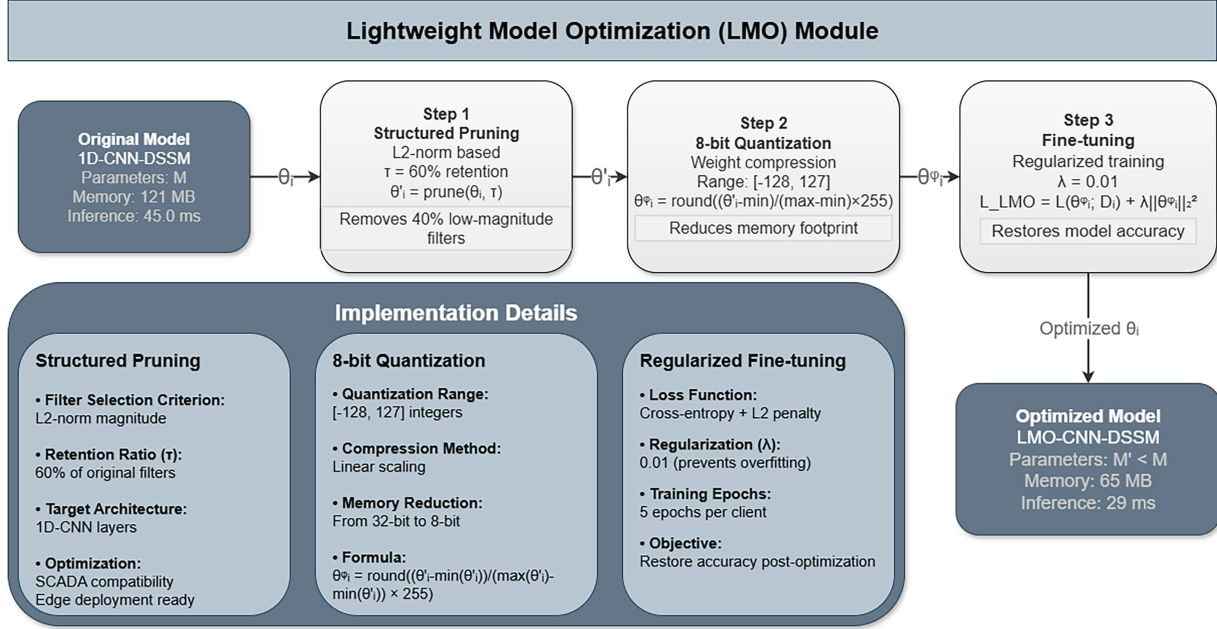 Lightweight Model Optimization (LMO) Module
Original Model
1D-CNN-DSSM
Parameters: M
Memory: 121 MB
Inference: 45.0 ms
θᵢ
Step 1
Structured Pruning
L2-norm based
τ = 60% retention
θ'ᵢ = prune(θᵢ, τ)
Removes 40% low-magnitude
filters
θ'ᵢ
Step 2
8-bit Quantization
Weight compression
Range: [-128, 127]
θᵠᵢ = round((θ'ᵢ-min)/(max-min)×255)
Reduces memory footprint
θᵠᵢ
Step 3
Fine-tuning
Regularized training
λ = 0.01
L_LMO = L(θᵠᵢ; Dᵢ) + λ||θᵠᵢ||₂²
Restores model accuracy
Optimized θᵢ
Optimized Model
LMO-CNN-DSSM
Parameters: M' < M
Memory: 65 MB
Inference: 29 ms
Implementation Details
Structured Pruning
• Filter Selection Criterion:
L2-norm magnitude
• Retention Ratio (τ):
60% of original filters
• Target Architecture:
1D-CNN layers
• Optimization:
SCADA compatibility
Edge deployment ready
8-bit Quantization
• Quantization Range:
[-128, 127] integers
• Compression Method:
Linear scaling
• Memory Reduction:
From 32-bit to 8-bit
• Formula:
θᵠᵢ = round((θ'ᵢ-min(θ'ᵢ))/(max(θ'ᵢ)-
min(θ'ᵢ)) × 255)
Regularized Fine-tuning
• Loss Function:
Cross-entropy + L2 penalty
• Regularization (λ):
0.01 (prevents overfitting)
• Training Epochs:
5 epochs per client
• Objective:
Restore accuracy post-optimization